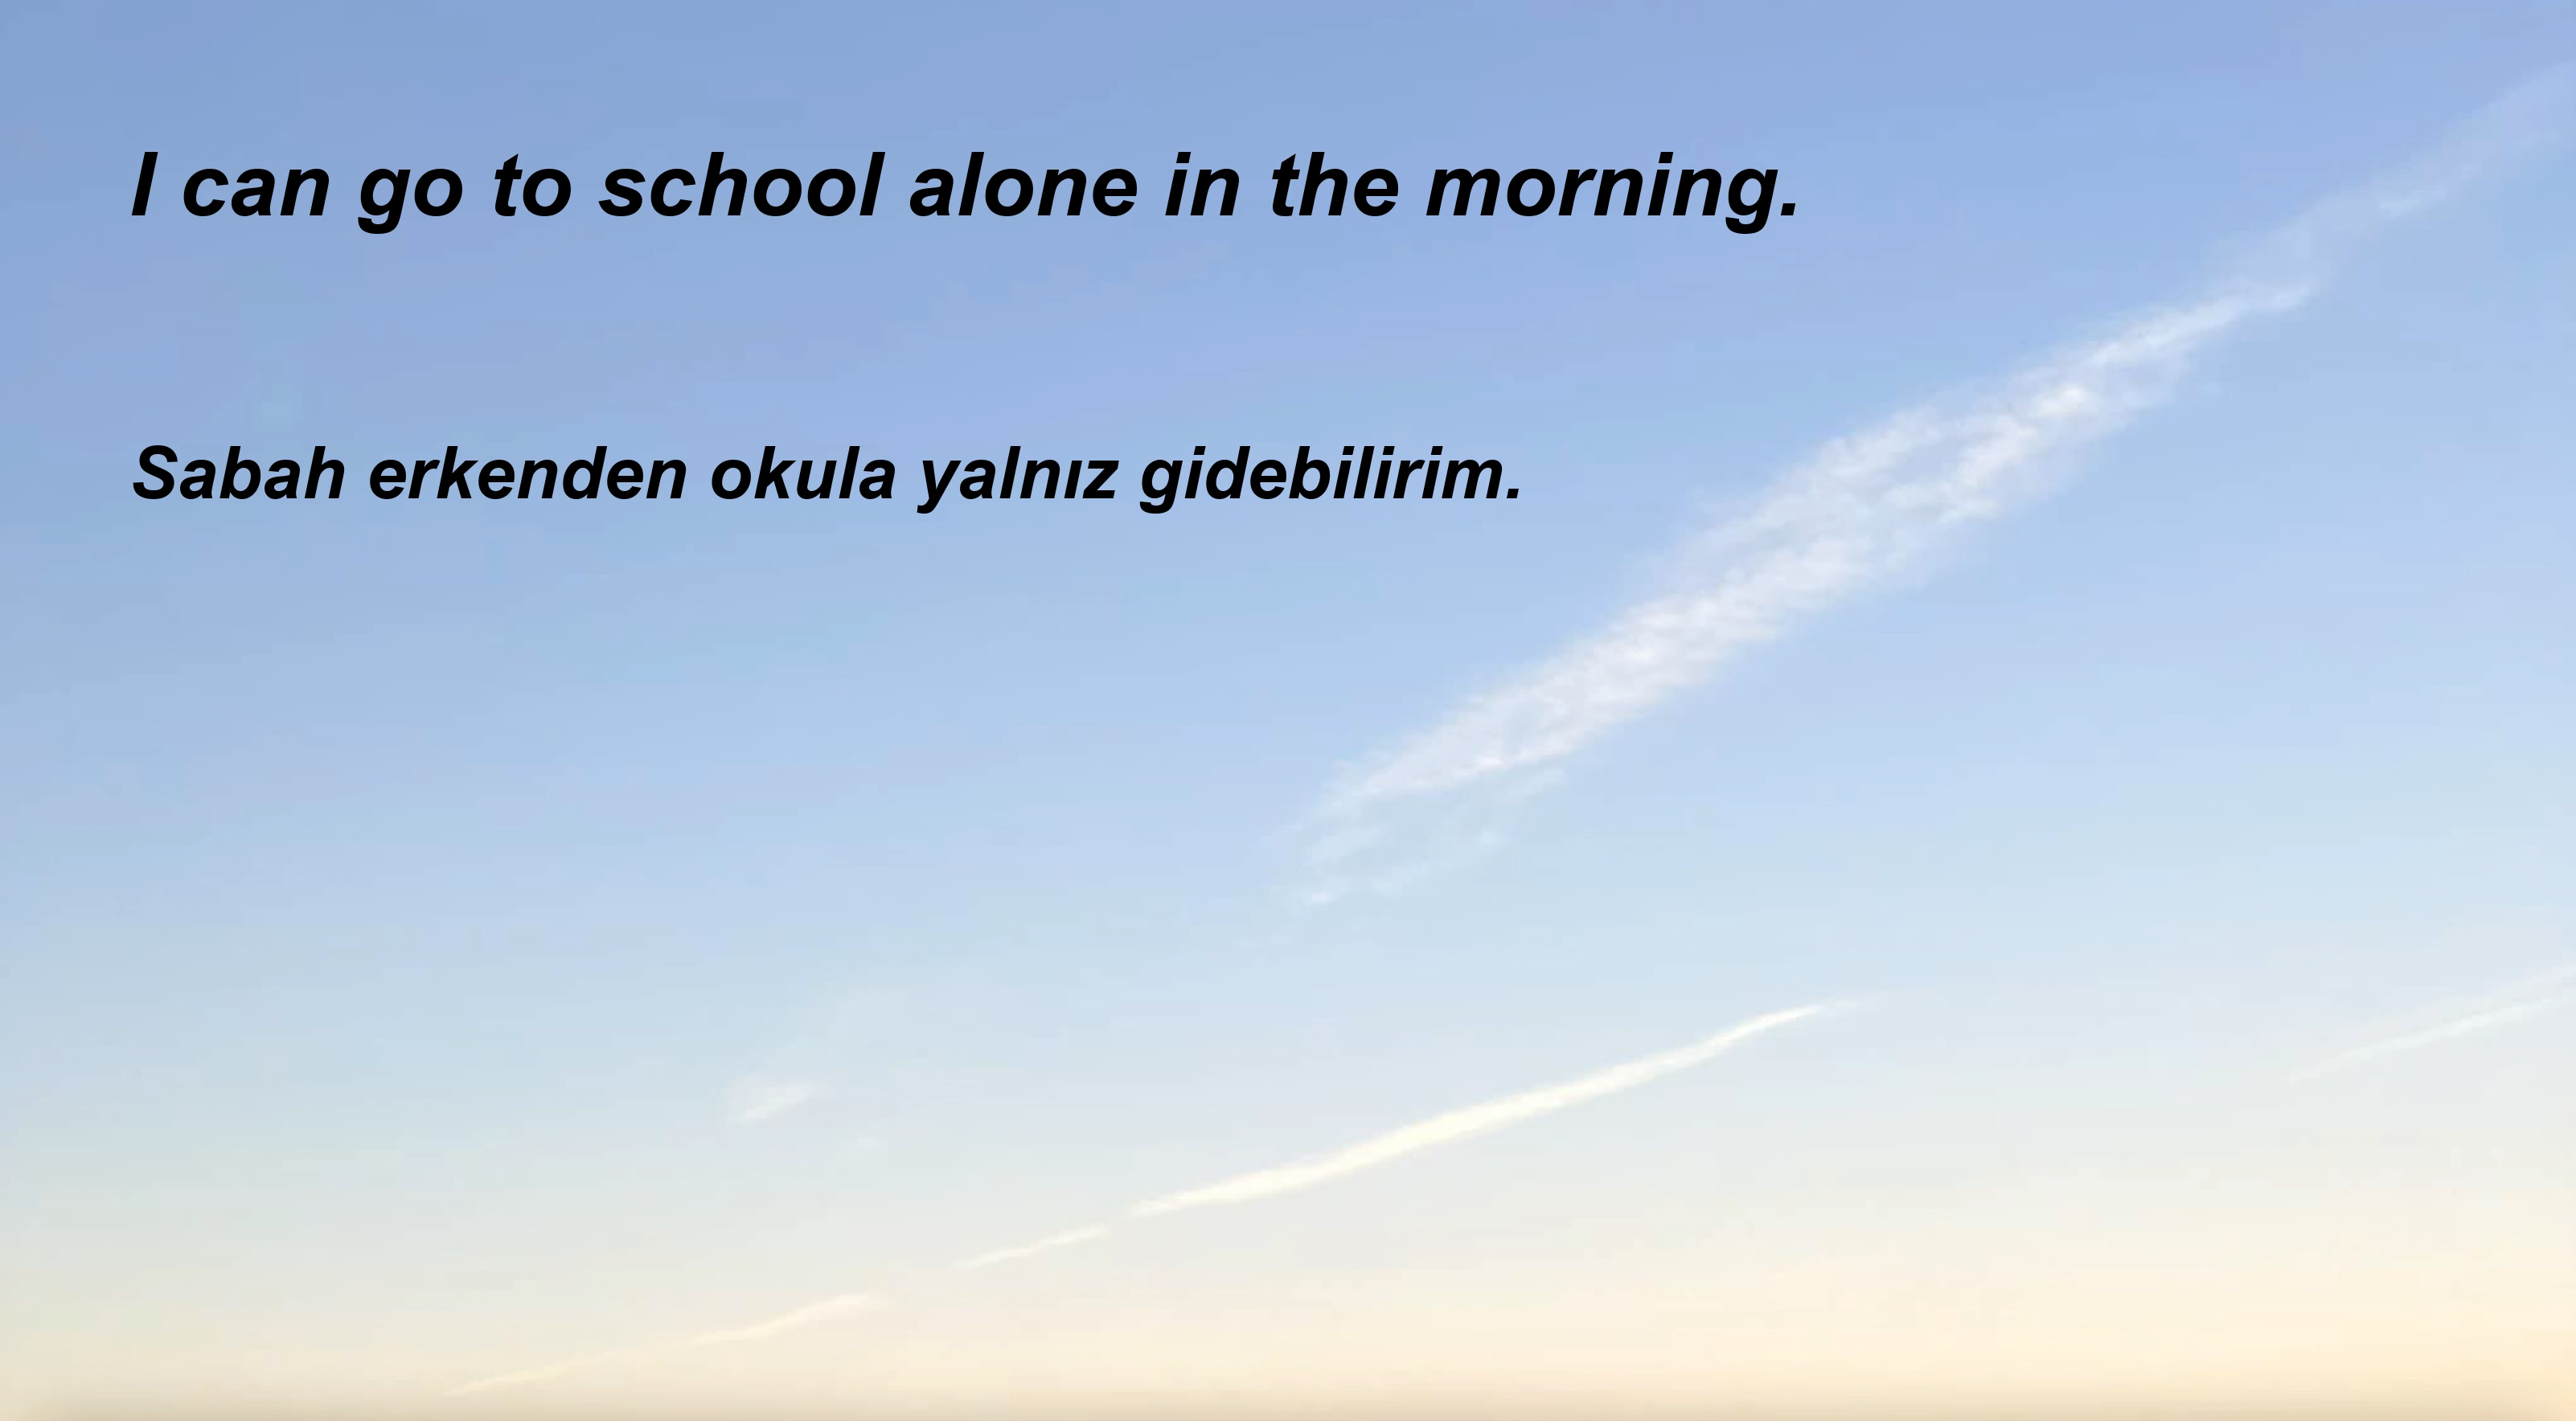 I can go to school alone in the morning.
Sabah erkenden okula yalnız gidebilirim.